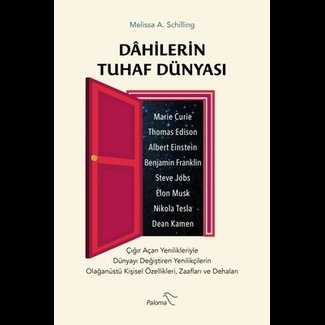 Melissa A. Schilling
DÂHİLERİN
TUHAF DÜNYASI
Marie Curie
Thomas Edison
Albert Einstein
Benjamin Franklin
Steve Jobs
Elon Musk
Nikola Tesla
Dean Kamen
Çığır Açan Yenilikleriyle
Dünyayı Değiştiren Yenilikçilerin
Olağanüstü Kişisel Özellikleri, Zaafları ve Dehaları
Paloma